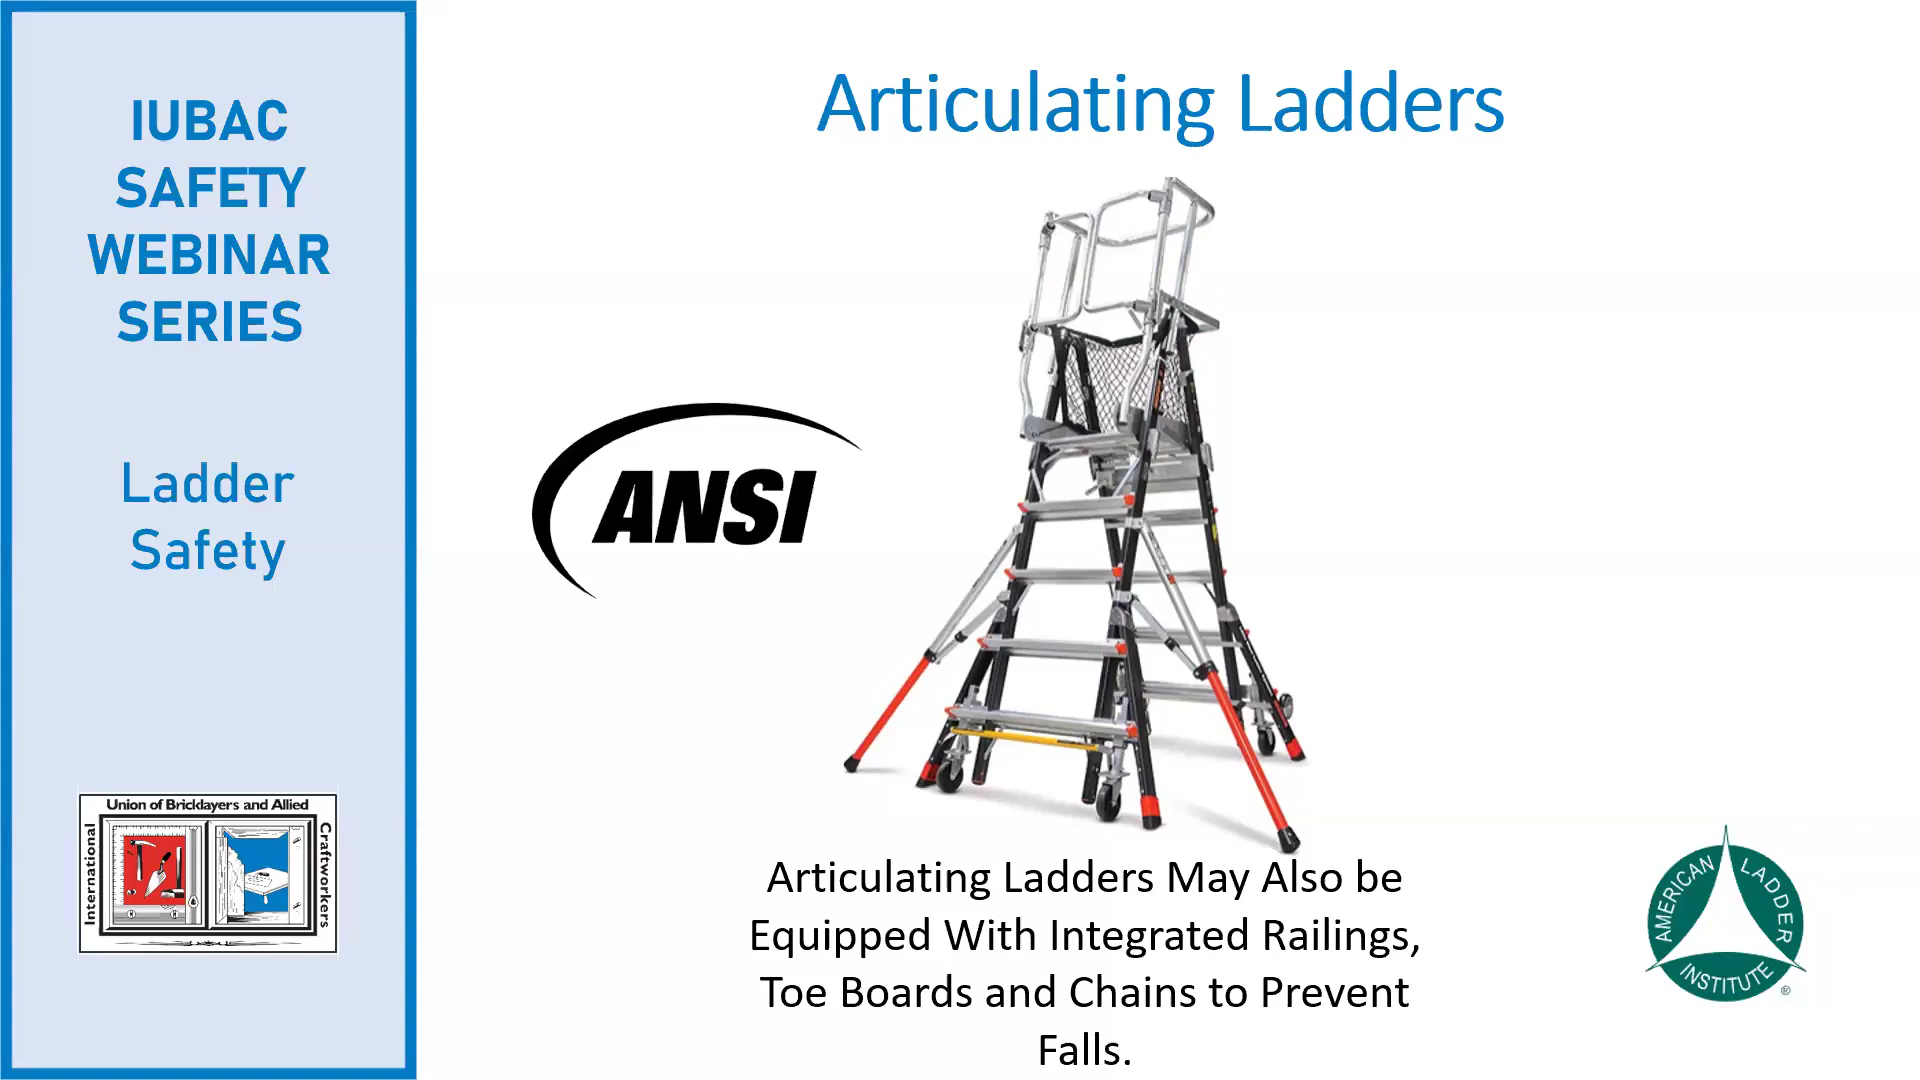 IUBAC
SAFETY
WEBINAR
SERIES
Ladder
Safety
Union of Bricklayers and Allied
International
Craftworkers
Articulating Ladders
ANSI
Articulating Ladders May Also be
Equipped With Integrated Railings,
Toe Boards and Chains to Prevent
Falls.
AMERICAN LADDER
INSTITUTE
®